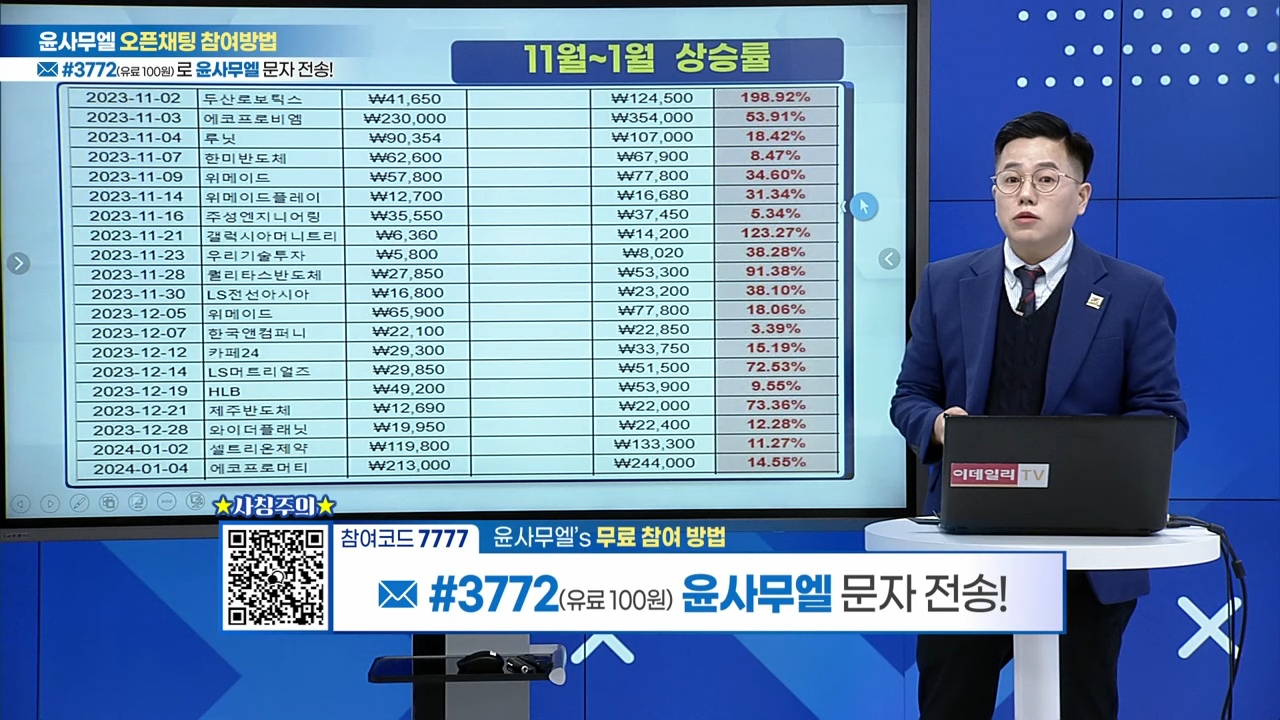 윤사무엘 오픈채팅 참여방법
#3772(유료 100원) 로 윤사무엘 문자 전송!
11월~1월 상승률
2023-11-02 두산로보틱스 ₩41,650 ₩124,500 198.92%
2023-11-03 에코프로비엠 ₩230,000 ₩354,000 53.91%
2023-11-04 루닛 ₩90,354 ₩107,000 18.42%
2023-11-07 한미반도체 ₩62,600 ₩67,900 8.47%
2023-11-09 위메이드 ₩57,800 ₩77,800 34.60%
2023-11-14 위메이드플레이 ₩12,700 ₩16,680 31.34%
2023-11-16 주성엔지니어링 ₩35,550 ₩37,450 5.34%
2023-11-21 갤럭시아머니트리 ₩6,360 ₩14,200 123.27%
2023-11-23 우리기술투자 ₩5,800 ₩8,020 38.28%
2023-11-28 퀄리타스반도체 ₩27,850 ₩53,300 91.38%
2023-11-30 LS전선아시아 ₩16,800 ₩23,200 38.10%
2023-12-05 위메이드 ₩65,900 ₩77,800 18.06%
2023-12-07 한국앤컴퍼니 ₩22,100 ₩22,850 3.39%
2023-12-12 카페24 ₩29,300 ₩33,750 15.19%
2023-12-14 LS머트리얼즈 ₩29,850 ₩51,500 72.53%
2023-12-19 HLB ₩49,200 ₩53,900 9.55%
2023-12-21 제주반도체 ₩12,690 ₩22,000 73.36%
2023-12-28 와이더플래닛 ₩19,950 ₩22,400 12.28%
2024-01-02 셀트리온제약 ₩119,800 ₩133,300 11.27%
2024-01-04 에코프로머티 ₩213,000 ₩244,000 14.55%
이데일리 TV
★사칭주의★
참여코드 7777 윤사무엘's 무료 참여 방법
#3772(유료 100원) 윤사무엘 문자 전송!